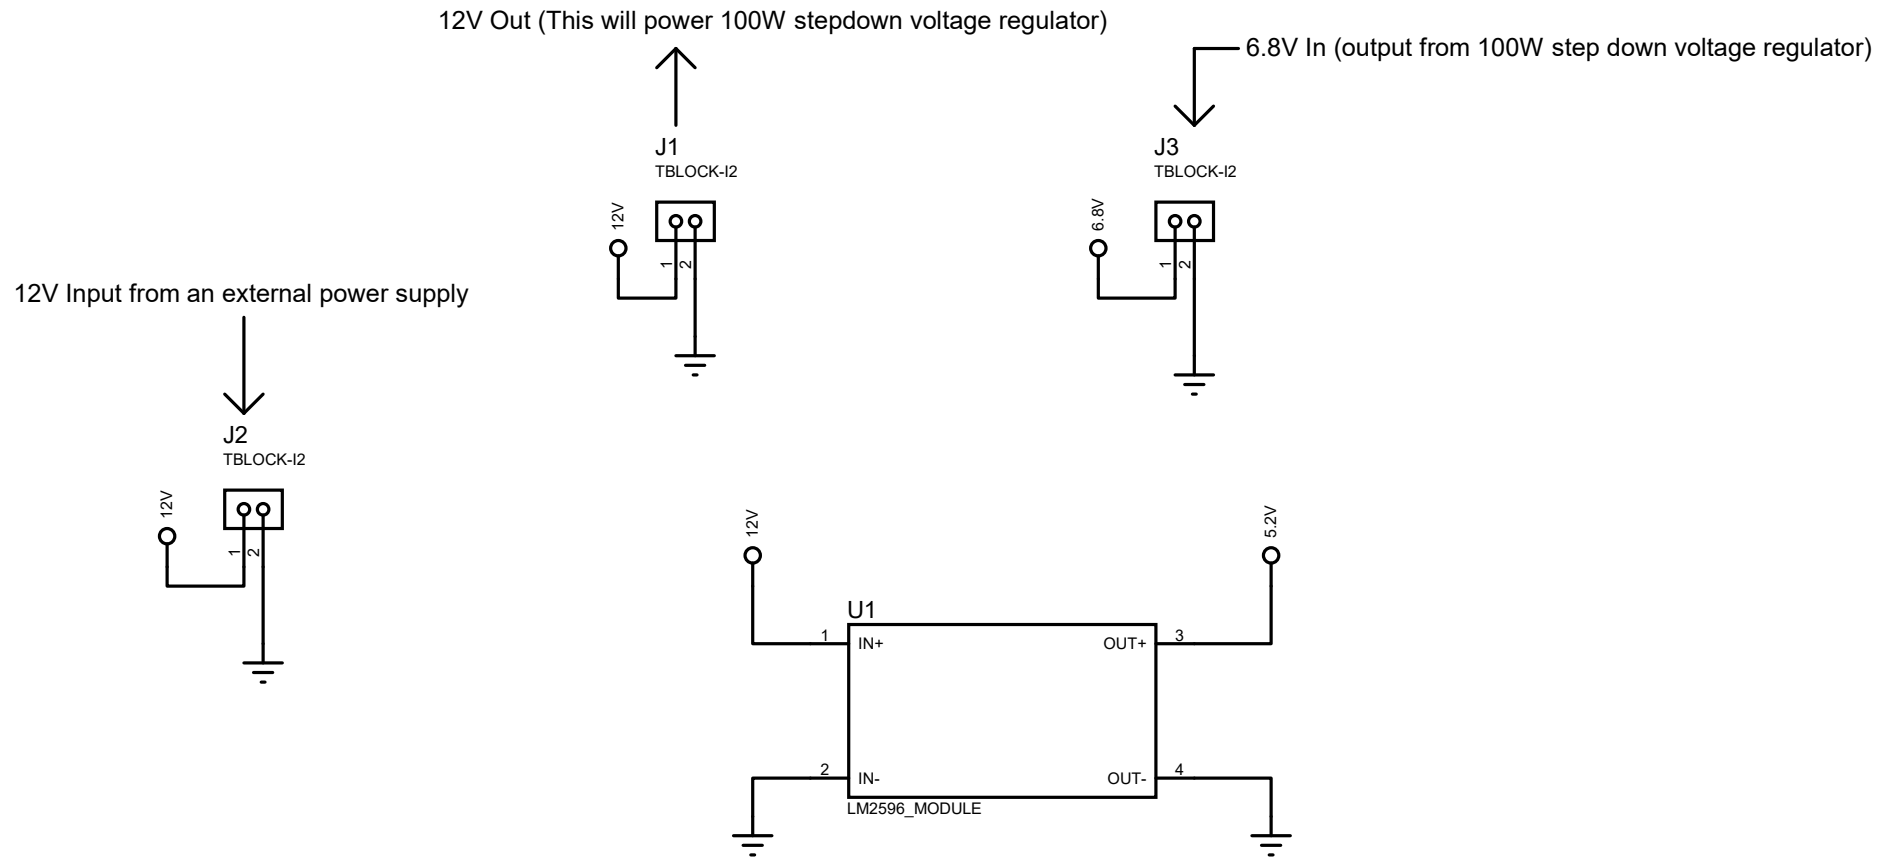 12V Out (This will power 100W stepdown voltage regulator)
6.8V In (output from 100W step down voltage regulator)
J1
TBLOCK-I2
12V
1
2
J3
TBLOCK-I2
6.8V
1
2
12V Input from an external power supply
J2
TBLOCK-I2
12V
1
2
12V
5.2V
U1
1
IN+
OUT+
3
2
IN-
OUT-
4
LM2596_MODULE